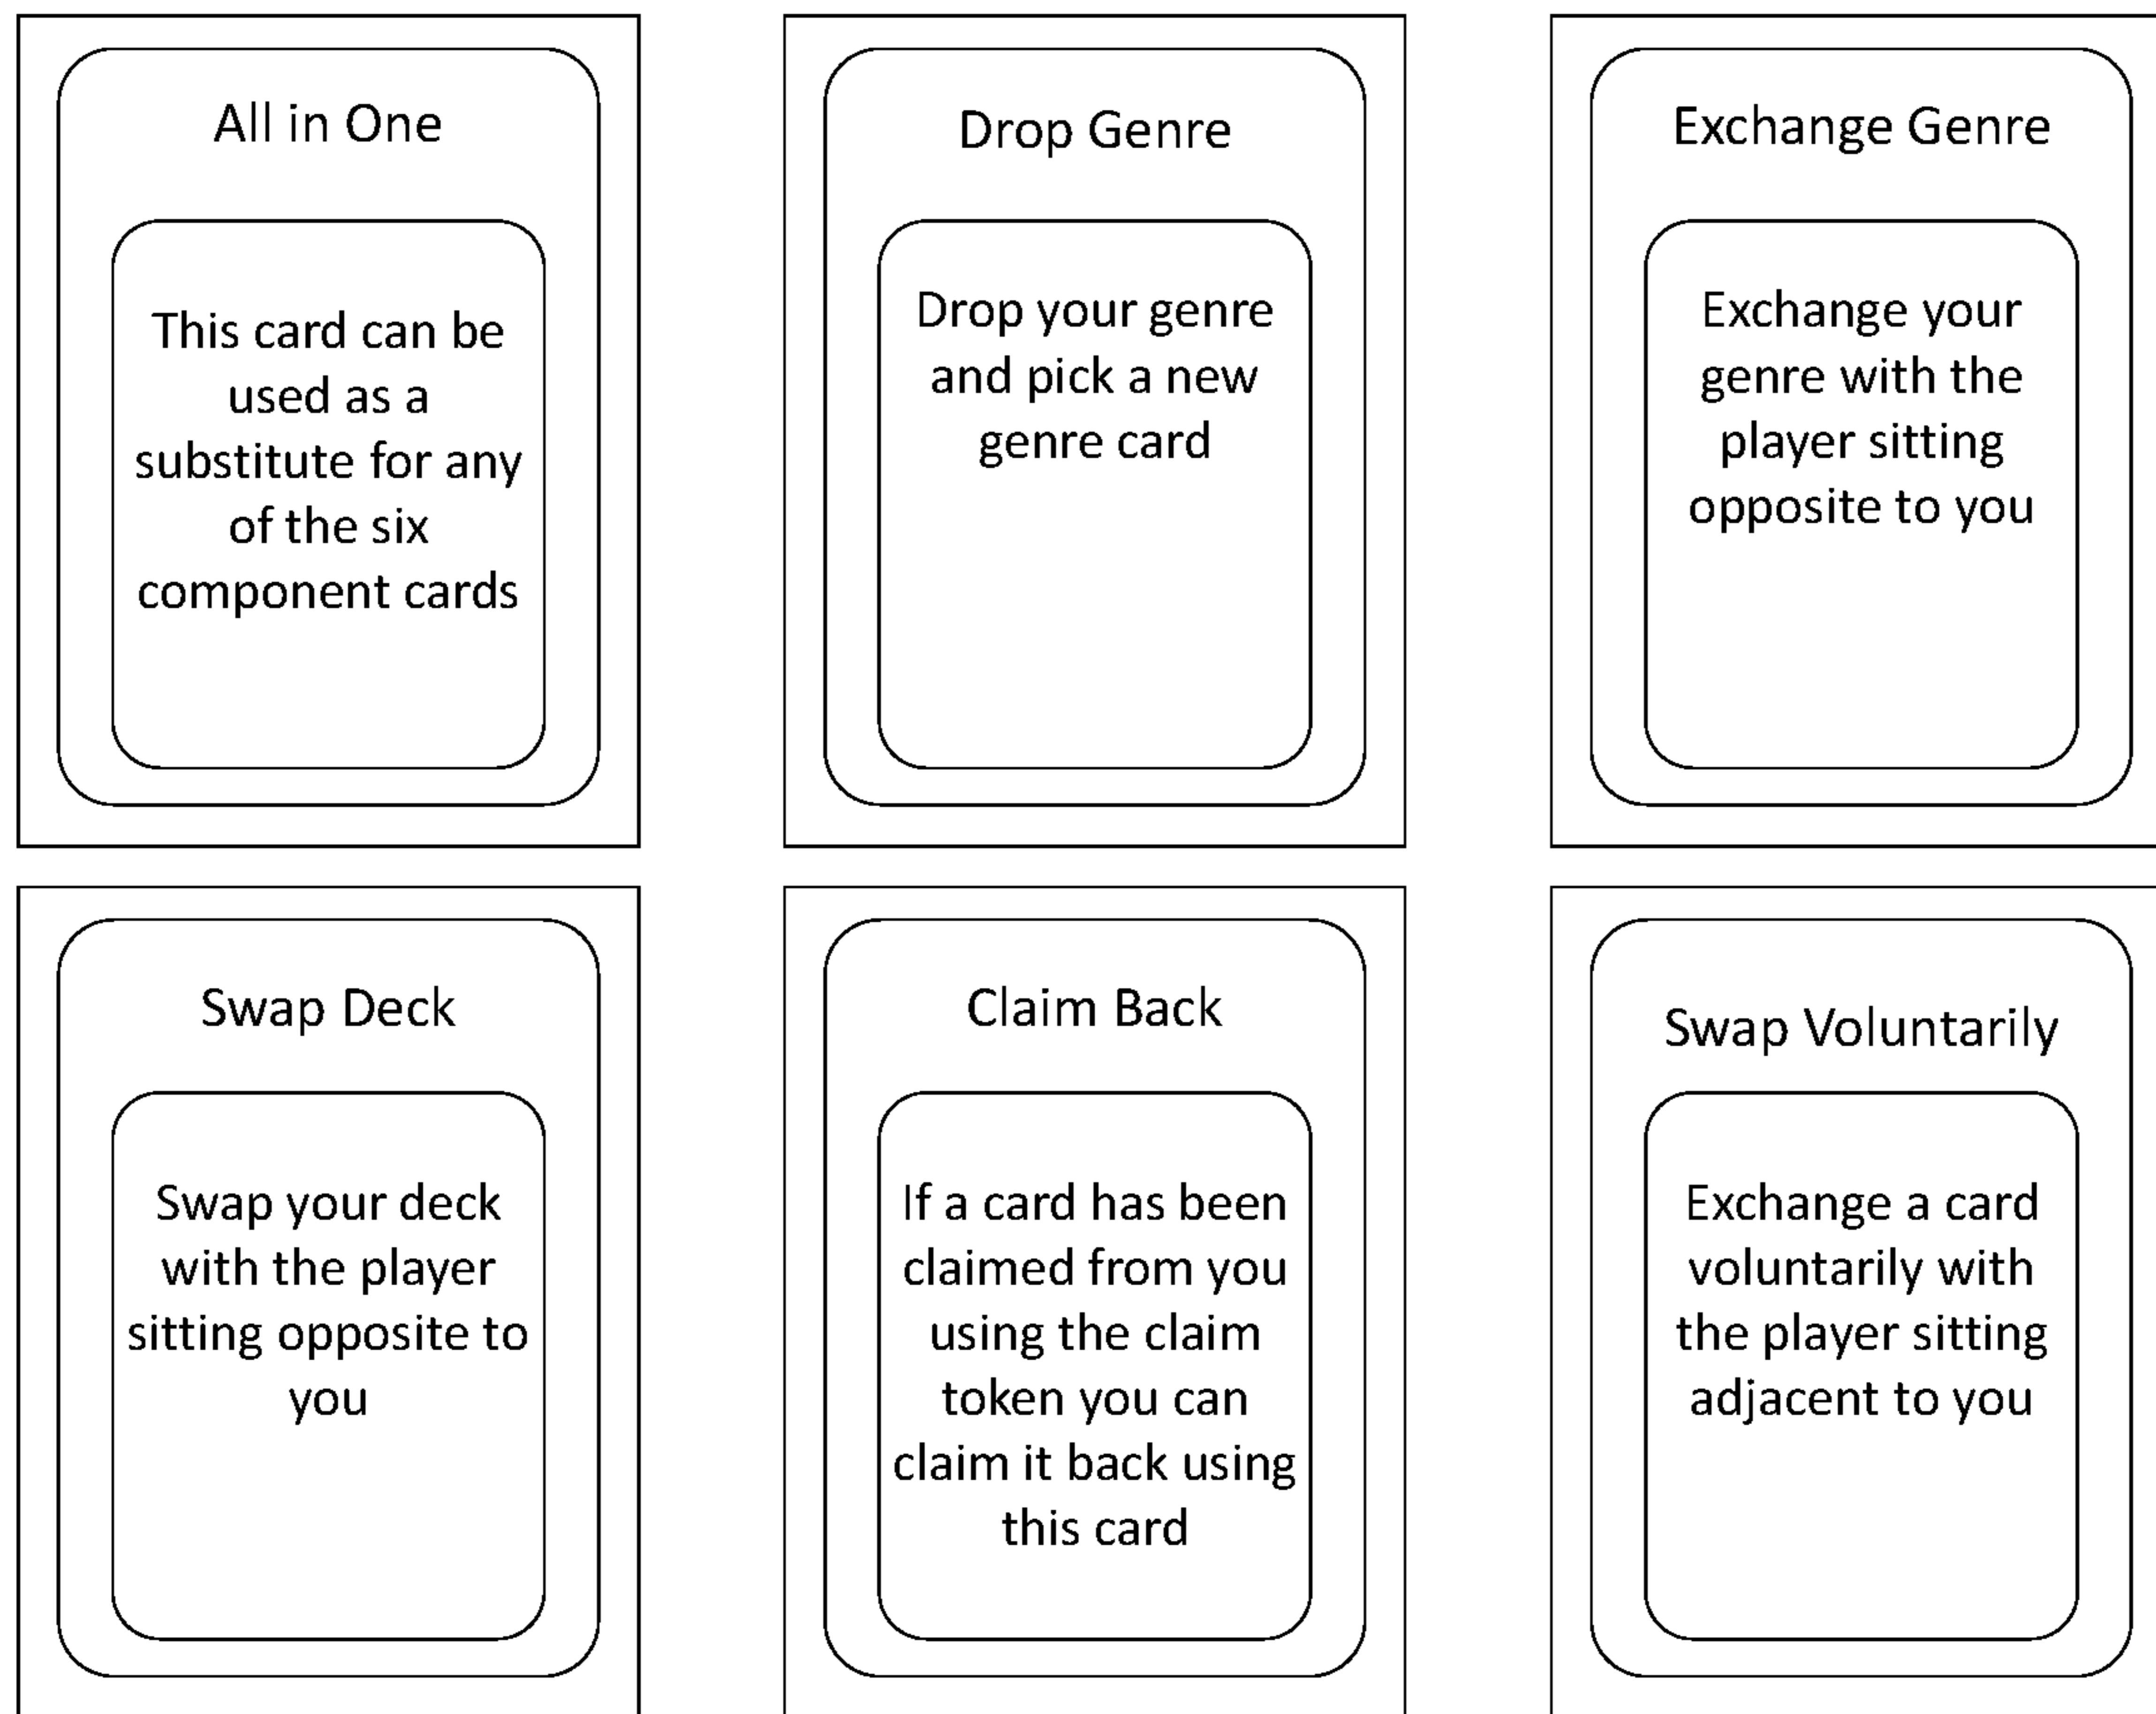 All in One
This card can be
used as a
substitute for any
of the six
component cards
Drop Genre
Drop your genre
and pick a new
genre card
Exchange Genre
Exchange your
genre with the
player sitting
opposite to you
Swap Deck
Swap your deck
with the player
sitting opposite to
you
Claim Back
If a card has been
claimed from you
using the claim
token you can
claim it back using
this card
Swap Voluntarily
Exchange a card
voluntarily with
the player sitting
adjacent to you